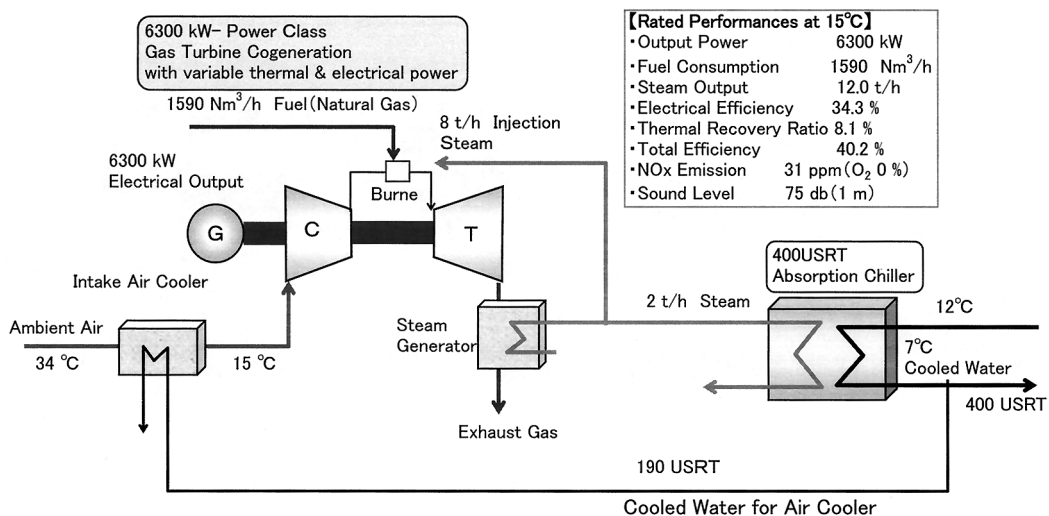 6300 kW- Power Class
Gas Turbine Cogeneration
with variable thermal & electrical power
1590 Nm³/h Fuel(Natural Gas)
8 t/h Injection
Steam
6300 kW
Electrical Output
Burne
G
C
T
Intake Air Cooler
Ambient Air
34 ℃
15 ℃
Steam
Generator
Exhaust Gas
【Rated Performances at 15℃】
・Output Power 6300 kW
・Fuel Consumption 1590 Nm³/h
・Steam Output 12.0 t/h
・Electrical Efficiency 34.3 %
・Thermal Recovery Ratio 8.1 %
・Total Efficiency 40.2 %
・NOx Emission 31 ppm(O₂ 0 %)
・Sound Level 75 db(1 m)
400USRT
Absorption Chiller
2 t/h Steam
12℃
7℃
Cooled Water
400 USRT
190 USRT
Cooled Water for Air Cooler